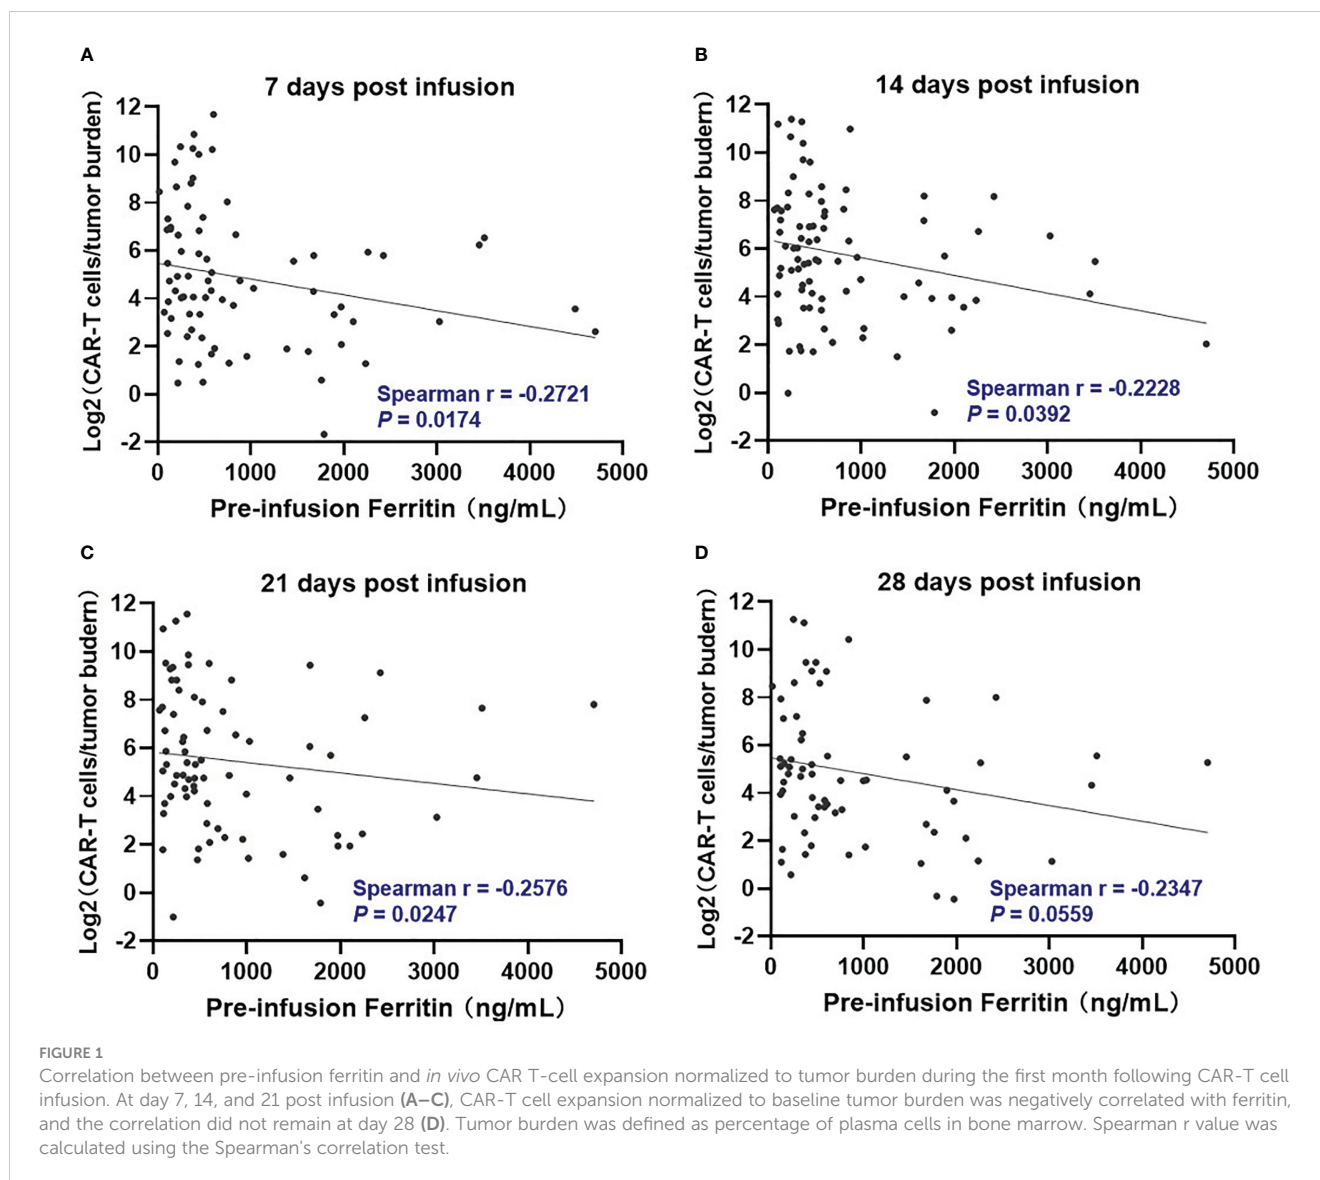 A
7 days post infusion
Log2(CAR-T cells/tumor burden)
12
10
8
6
4
2
0
-2
Spearman r = -0.2721
P = 0.0174
0 1000 2000 3000 4000 5000
Pre-infusion Ferritin (ng/mL)
B
14 days post infusion
Log2(CAR-T cells/tumor budern)
12
10
8
6
4
2
0
-2
Spearman r = -0.2228
P = 0.0392
0 1000 2000 3000 4000 5000
Pre-infusion Ferritin (ng/mL)
C
21 days post infusion
Log2(CAR-T cells/tumor budern)
12
10
8
6
4
2
0
-2
Spearman r = -0.2576
P = 0.0247
0 1000 2000 3000 4000 5000
Pre-infusion Ferritin (ng/mL)
D
28 days post infusion
Log2(CAR-T cells/tumor budern)
12
10
8
6
4
2
0
-2
Spearman r = -0.2347
P = 0.0559
0 1000 2000 3000 4000 5000
Pre-infusion Ferritin (ng/mL)
FIGURE 1
Correlation between pre-infusion ferritin and in vivo CAR T-cell expansion normalized to tumor burden during the first month following CAR-T cell
infusion. At day 7, 14, and 21 post infusion (A–C), CAR-T cell expansion normalized to baseline tumor burden was negatively correlated with ferritin,
and the correlation did not remain at day 28 (D). Tumor burden was defined as percentage of plasma cells in bone marrow. Spearman r value was
calculated using the Spearman's correlation test.